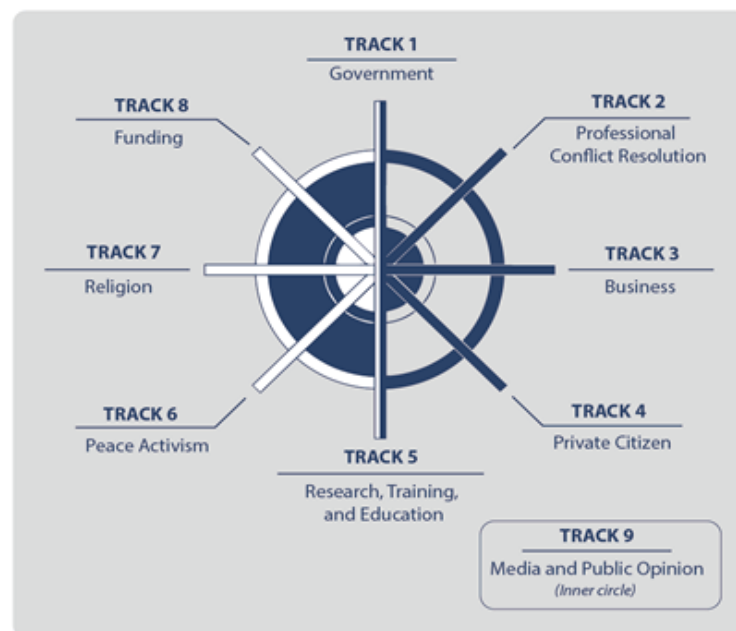 TRACK 1
Government
TRACK 8
Funding
TRACK 2
Professional
Conflict Resolution
TRACK 7
Religion
TRACK 3
Business
TRACK 6
Peace Activism
TRACK 4
Private Citizen
TRACK 5
Research, Training,
and Education
TRACK 9
Media and Public Opinion
(Inner circle)